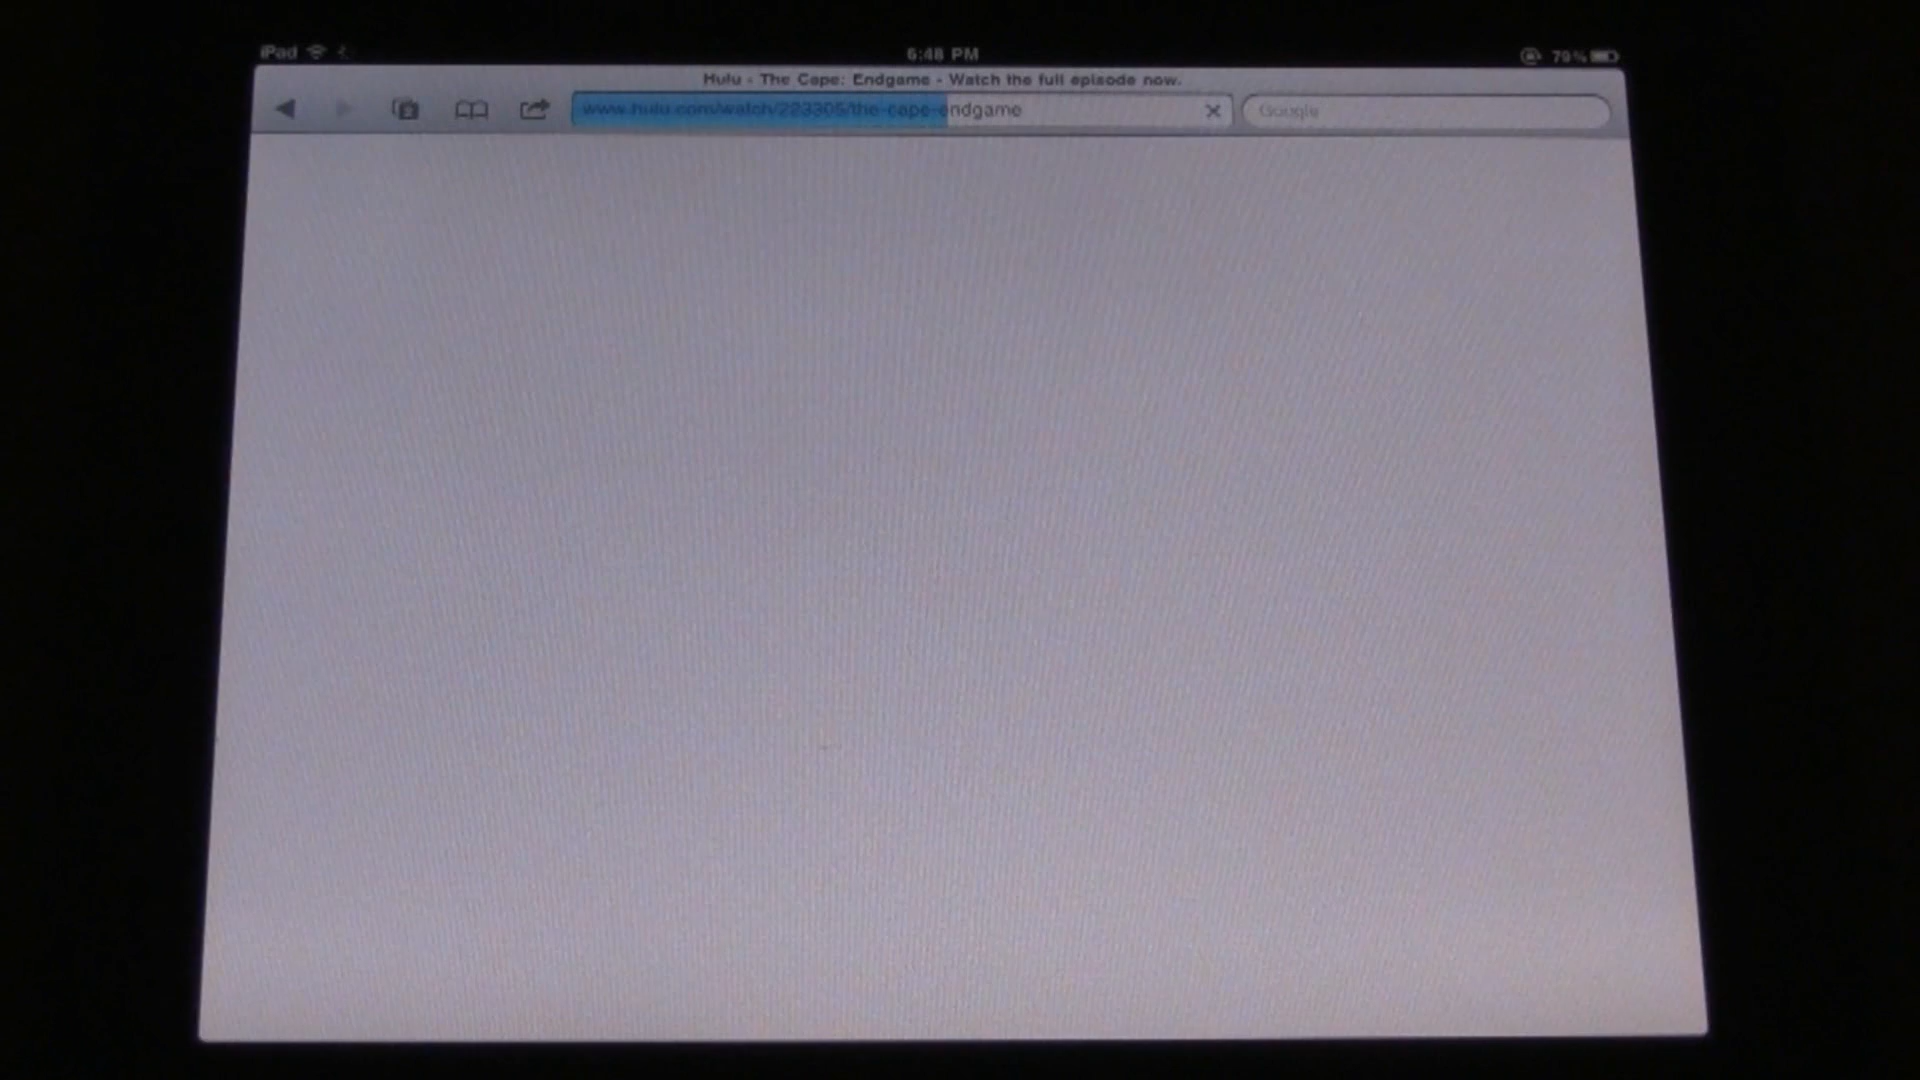 iPad
6:48 PM
79%
Hulu - The Cape: Endgame - Watch the full episode now.
2
www.hulu.com/watch/223305/the-cape-endgame
Google